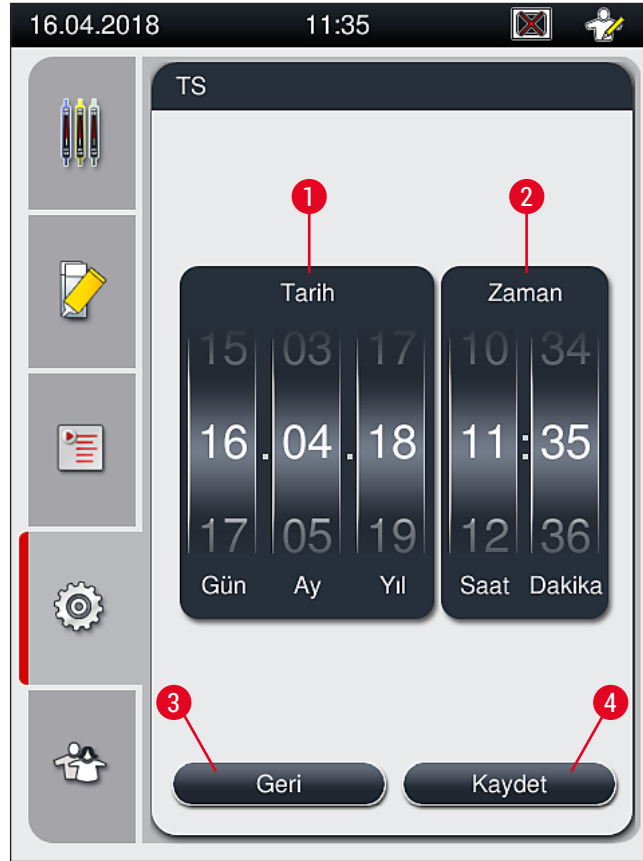 16.04.2018 11:35
TS
1 2
Tarih Zaman
15 03 17 10 34
16 . 04 . 18 11 : 35
17 05 19 12 36
Gün Ay Yıl Saat Dakika
3 4
Geri Kaydet